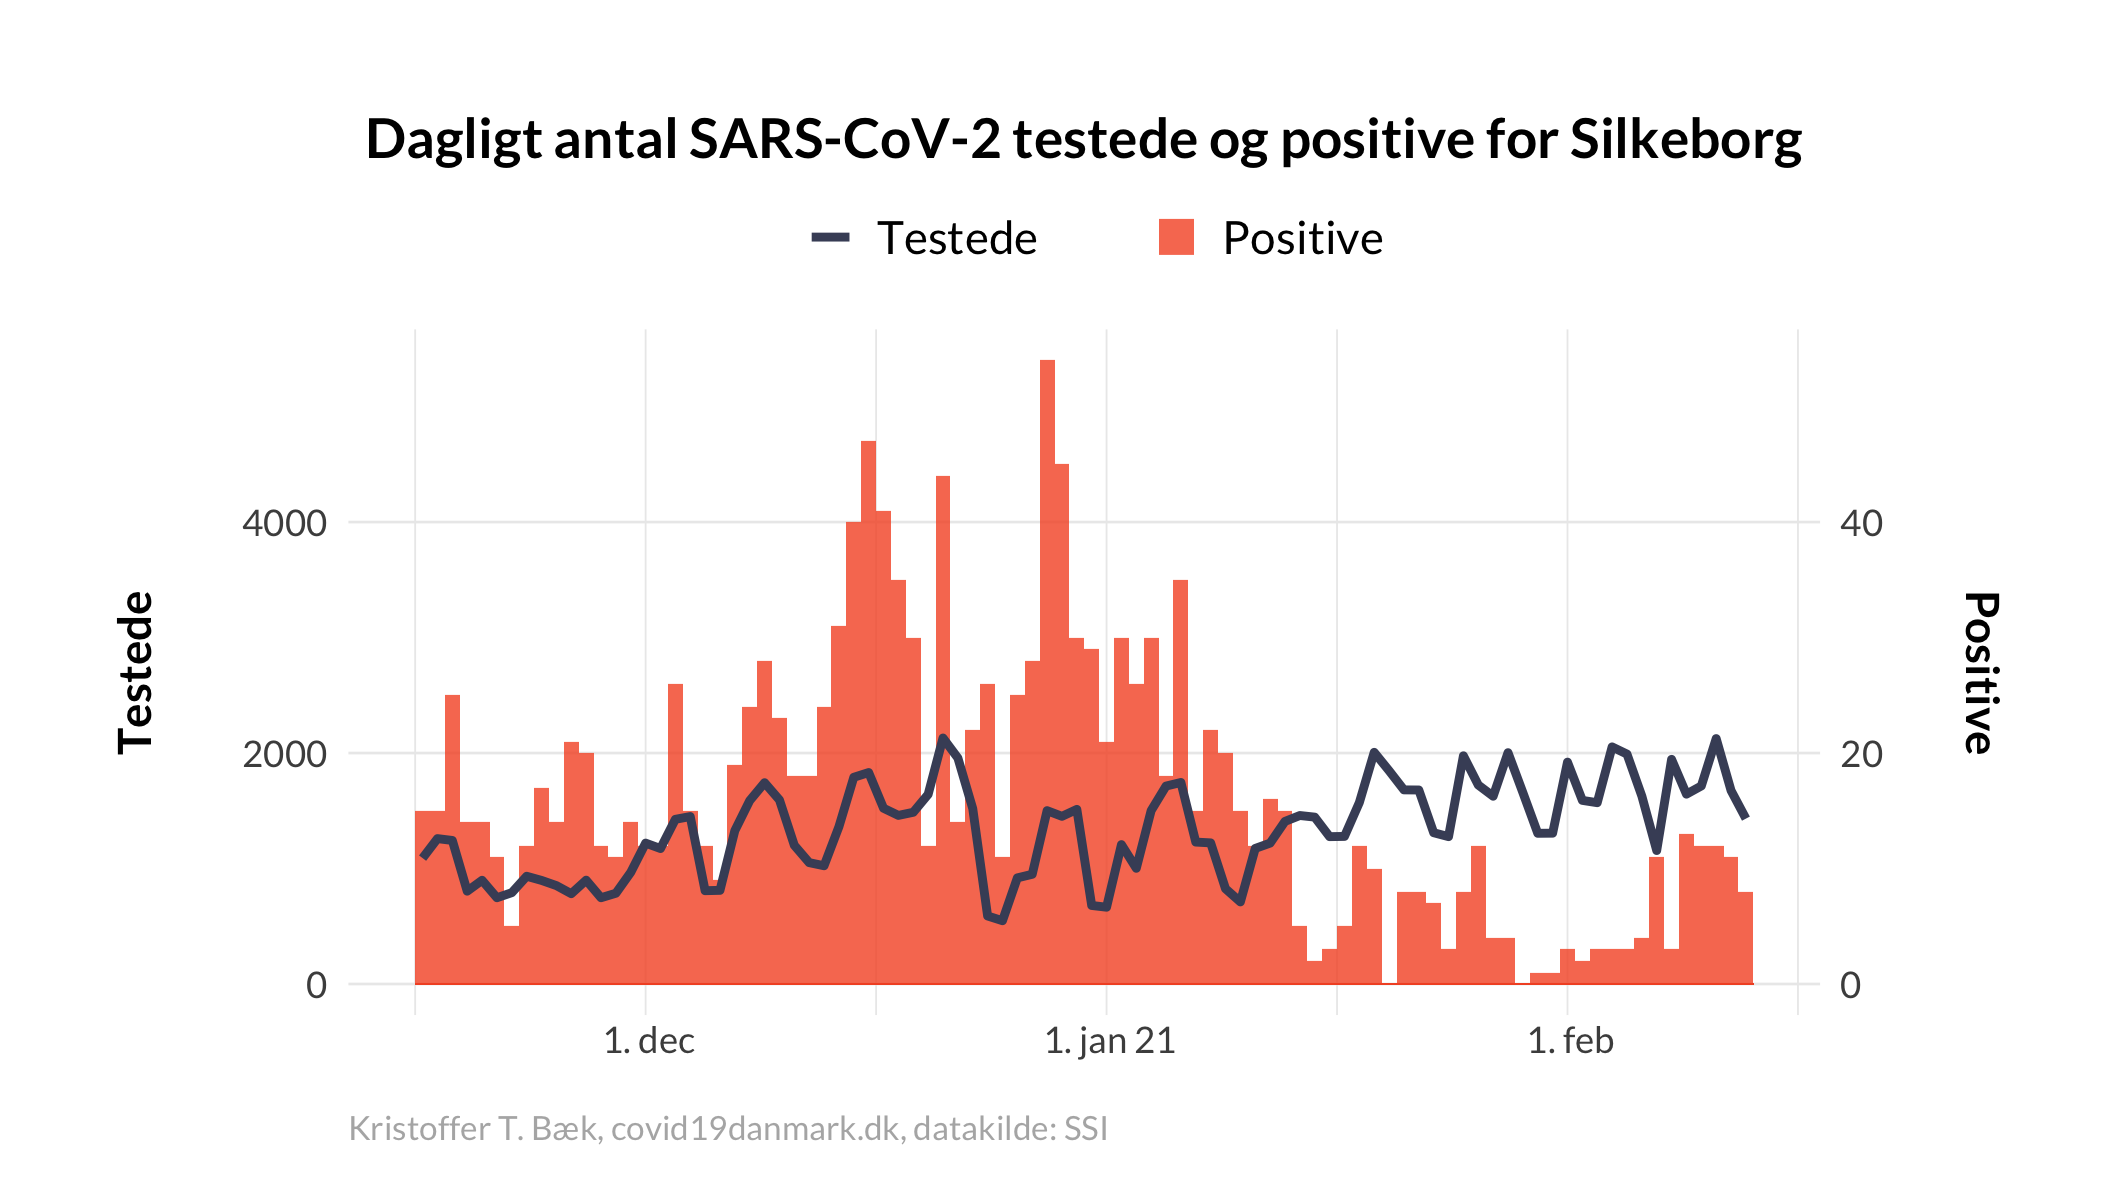 Dagligt antal SARS-CoV-2 testede og positive for Silkeborg
Testede
Positive
4000
2000
0
Testede
40
20
0
Positive
1. dec
1. jan 21
1. feb
Kristoffer T. Bæk, covid19danmark.dk, datakilde: SSI